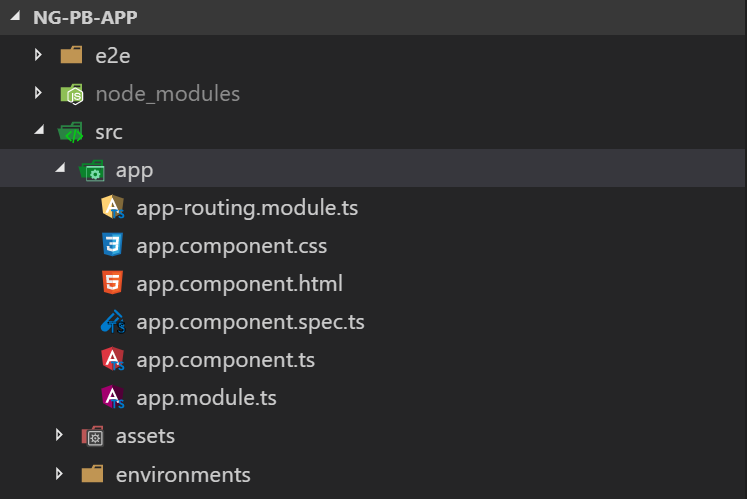 NG-PB-APP
e2e
node_modules
src
app
app-routing.module.ts
app.component.css
app.component.html
app.component.spec.ts
app.component.ts
app.module.ts
assets
environments